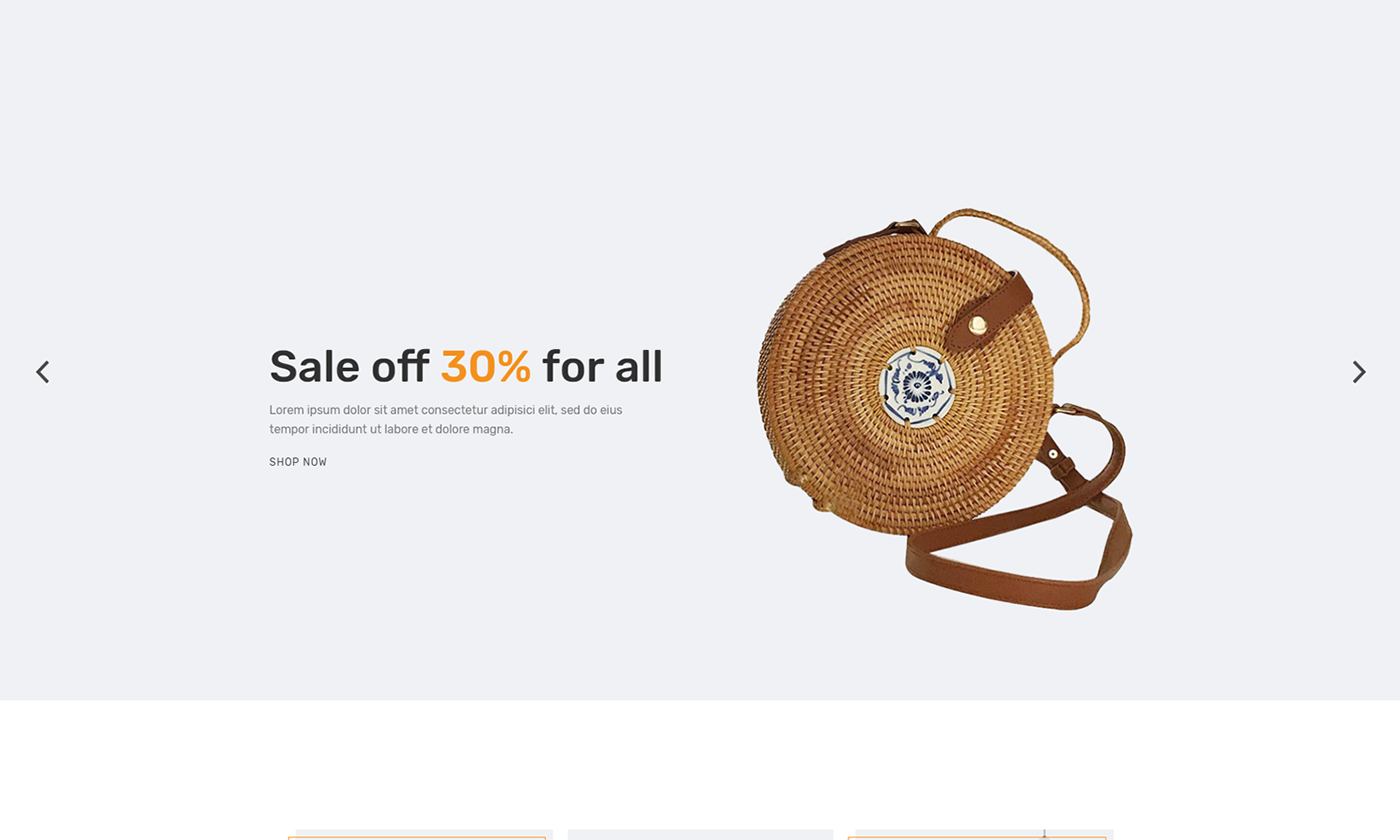 Sale off 30% for all
Lorem ipsum dolor sit amet consectetur adipisici elit, sed do eius
tempor incididunt ut labore et dolore magna.
SHOP NOW